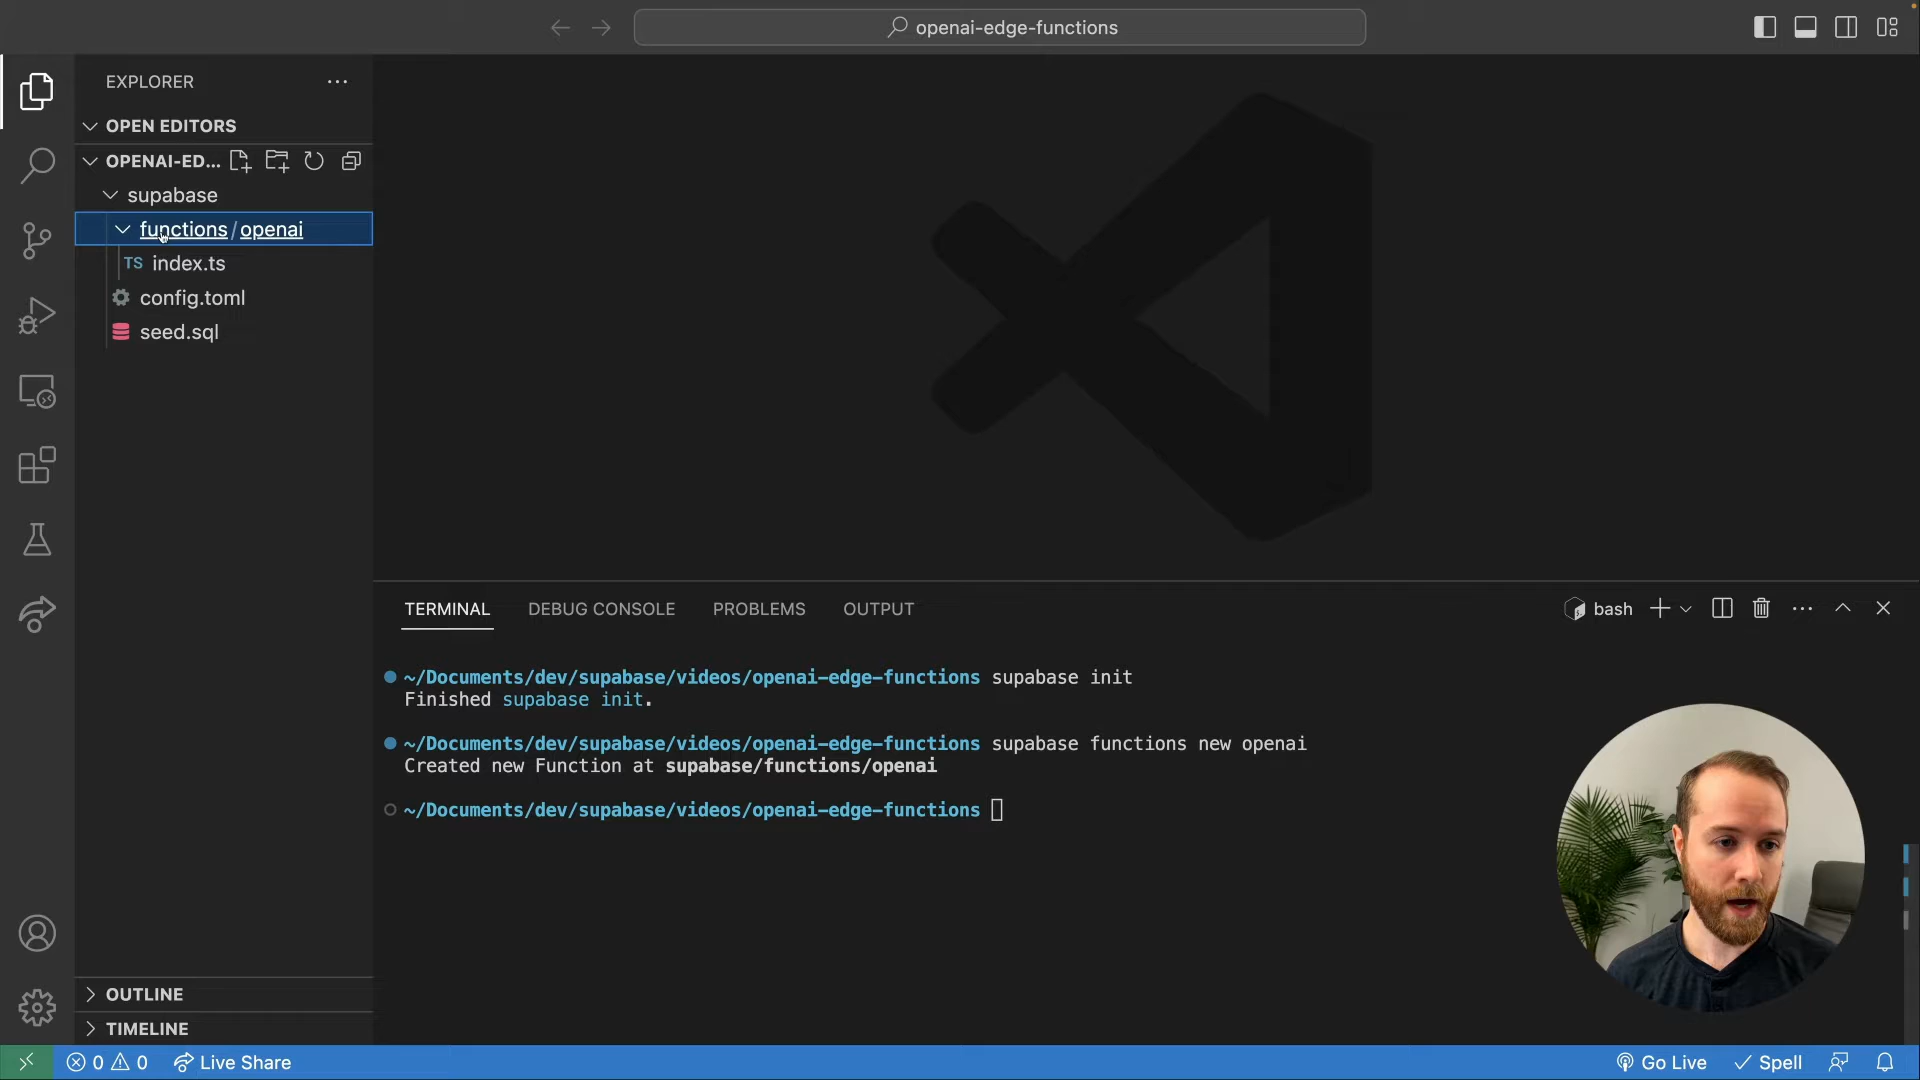 openai-edge-functions
EXPLORER
OPEN EDITORS
OPENAI-ED...
supabase
functions/openai
TS index.ts
config.toml
seed.sql
TERMINAL DEBUG CONSOLE PROBLEMS OUTPUT
bash
~/Documents/dev/supabase/videos/openai-edge-functions supabase init
Finished supabase init.
~/Documents/dev/supabase/videos/openai-edge-functions supabase functions new openai
Created new Function at supabase/functions/openai
~/Documents/dev/supabase/videos/openai-edge-functions
OUTLINE
TIMELINE
0 0 Live Share
Go Live Spell